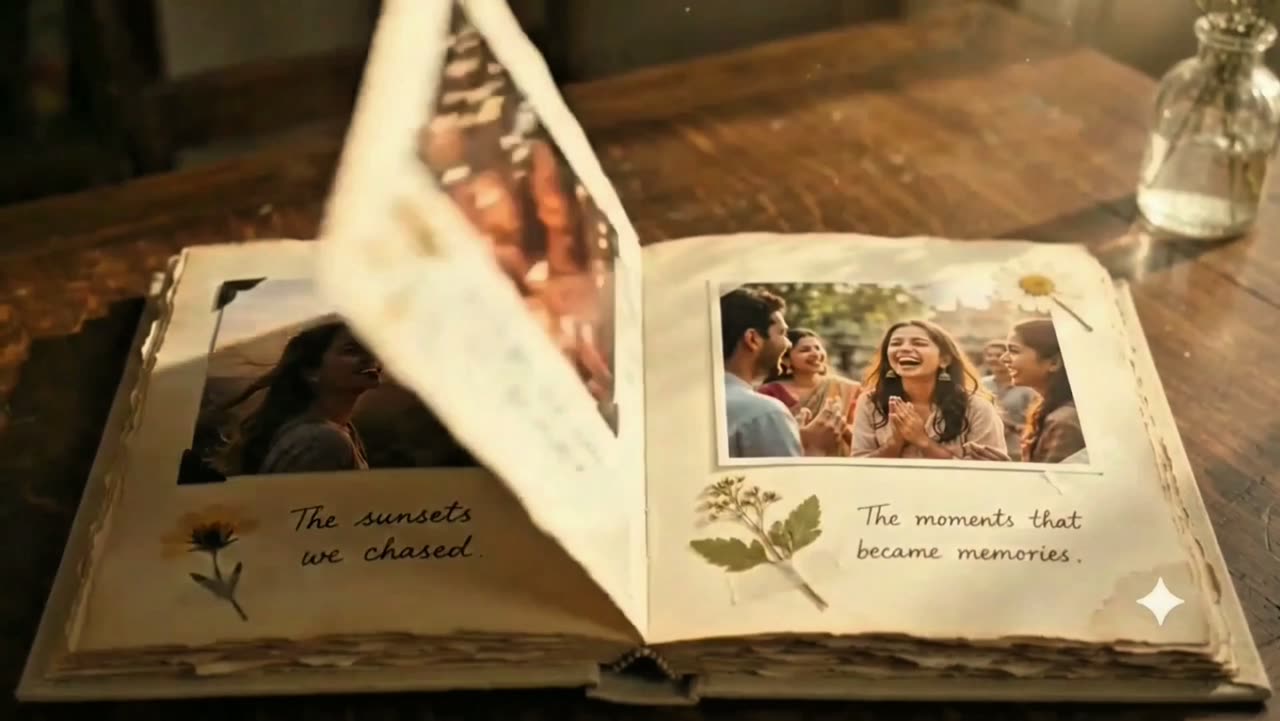 The sunsets
we chased.
The moments that
became memories.